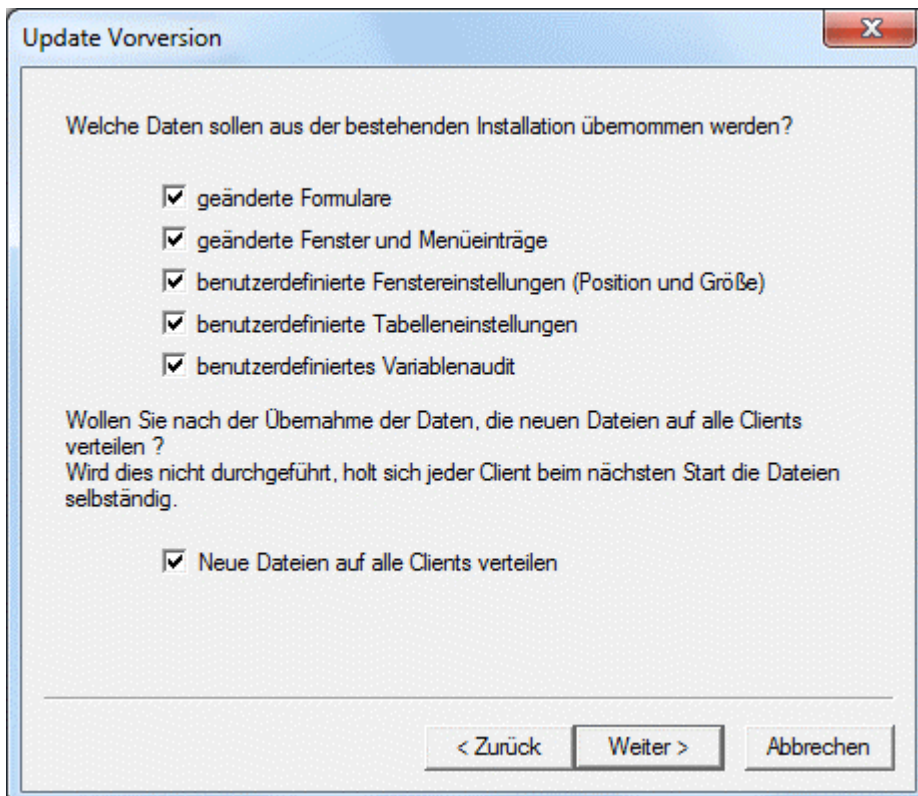 Update Vorversion
Welche Daten sollen aus der bestehenden Installation übernommen werden?
geänderte Formulare
geänderte Fenster und Menüeinträge
benutzerdefinierte Fenstereinstellungen (Position und Größe)
benutzerdefinierte Tabelleneinstellungen
benutzerdefiniertes Variablenaudit
Wollen Sie nach der Übernahme der Daten, die neuen Dateien auf alle Clients
verteilen ?
Wird dies nicht durchgeführt, holt sich jeder Client beim nächsten Start die Dateien
selbständig.
Neue Dateien auf alle Clients verteilen
< Zurück Weiter > Abbrechen